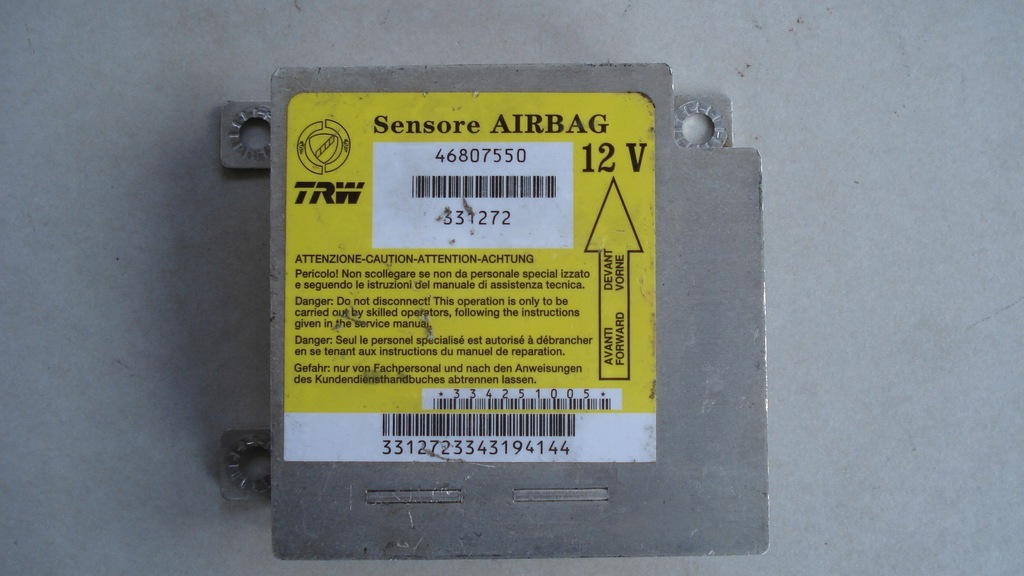 Sensore AIRBAG
TRW
46807550
12 V
331272
ATTENZIONE-CAUTION-ATTENTION-ACHTUNG
Pericolo! Non scollegare se non da personale special izzato
e seguendo le istruzioni del manuale di assistenza tecnica.
Danger: Do not disconnect! This operation is only to be
carried out by skilled operators, following the instructions
given in the service manual.
Danger: Seul le personel specialisé est autorisé à débrancher
en se tenant aux instructions du manuel de reparation.
Gefahr: nur von Fachpersonal und nach den Anweisungen
des Kundendiensthandbuches abtrennen lassen.
DEVANT
VORNE
AVANTI
FORWARD
*334251005*
3312723343194144